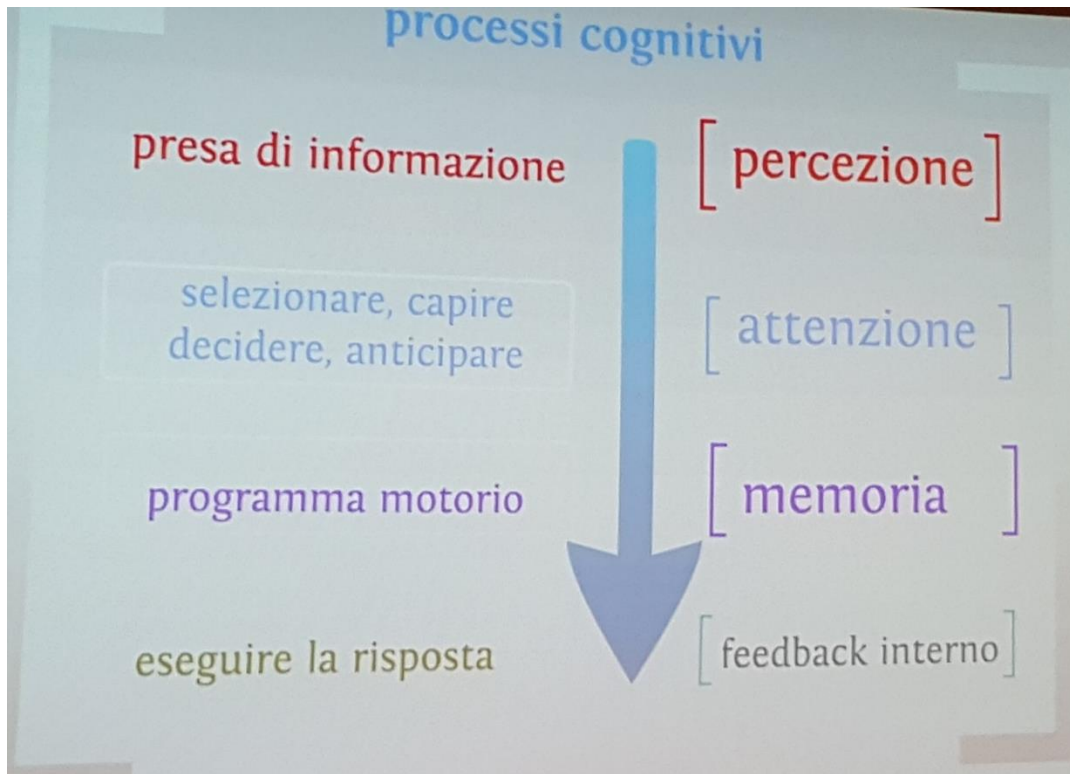 processi cognitivi
presa di informazione [ percezione ]
selezionare, capire
decidere, anticipare
[ attenzione ]
programma motorio [ memoria ]
eseguire la risposta [ feedback interno ]